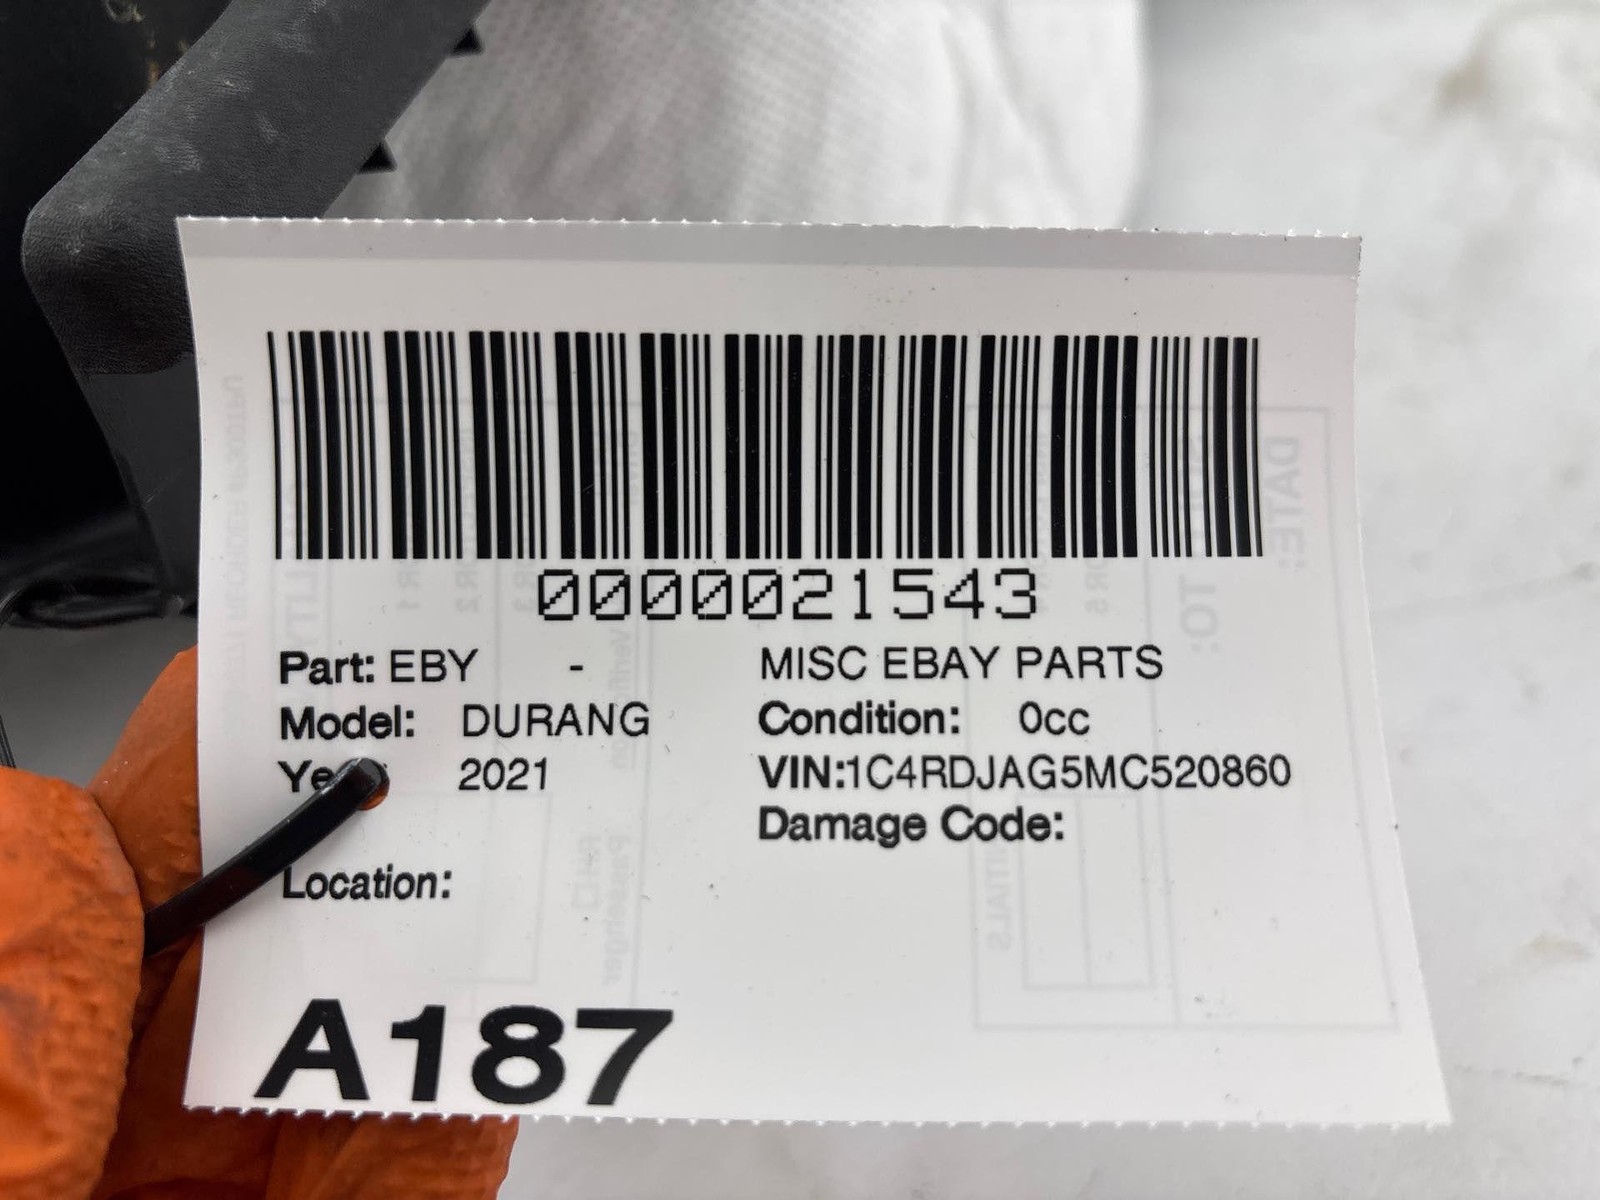 0000021543
Part: EBY - MISC EBAY PARTS
Model: DURANG Condition: 0cc
2021 VIN:1C4RDJAG5MC520860
Damage Code:
Location:
A187